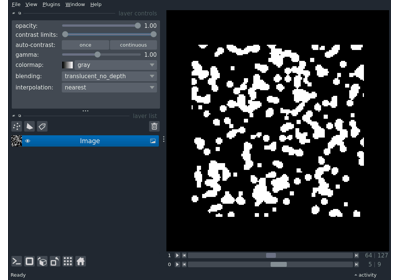 File View Plugins Window Help
layer controls
opacity: 1.00
contrast limits:
auto-contrast: once continuous
gamma: 1.00
colormap: gray
blending: translucent_no_depth
interpolation: nearest
layer list
Image
1 64 127
0 5 9
Ready activity